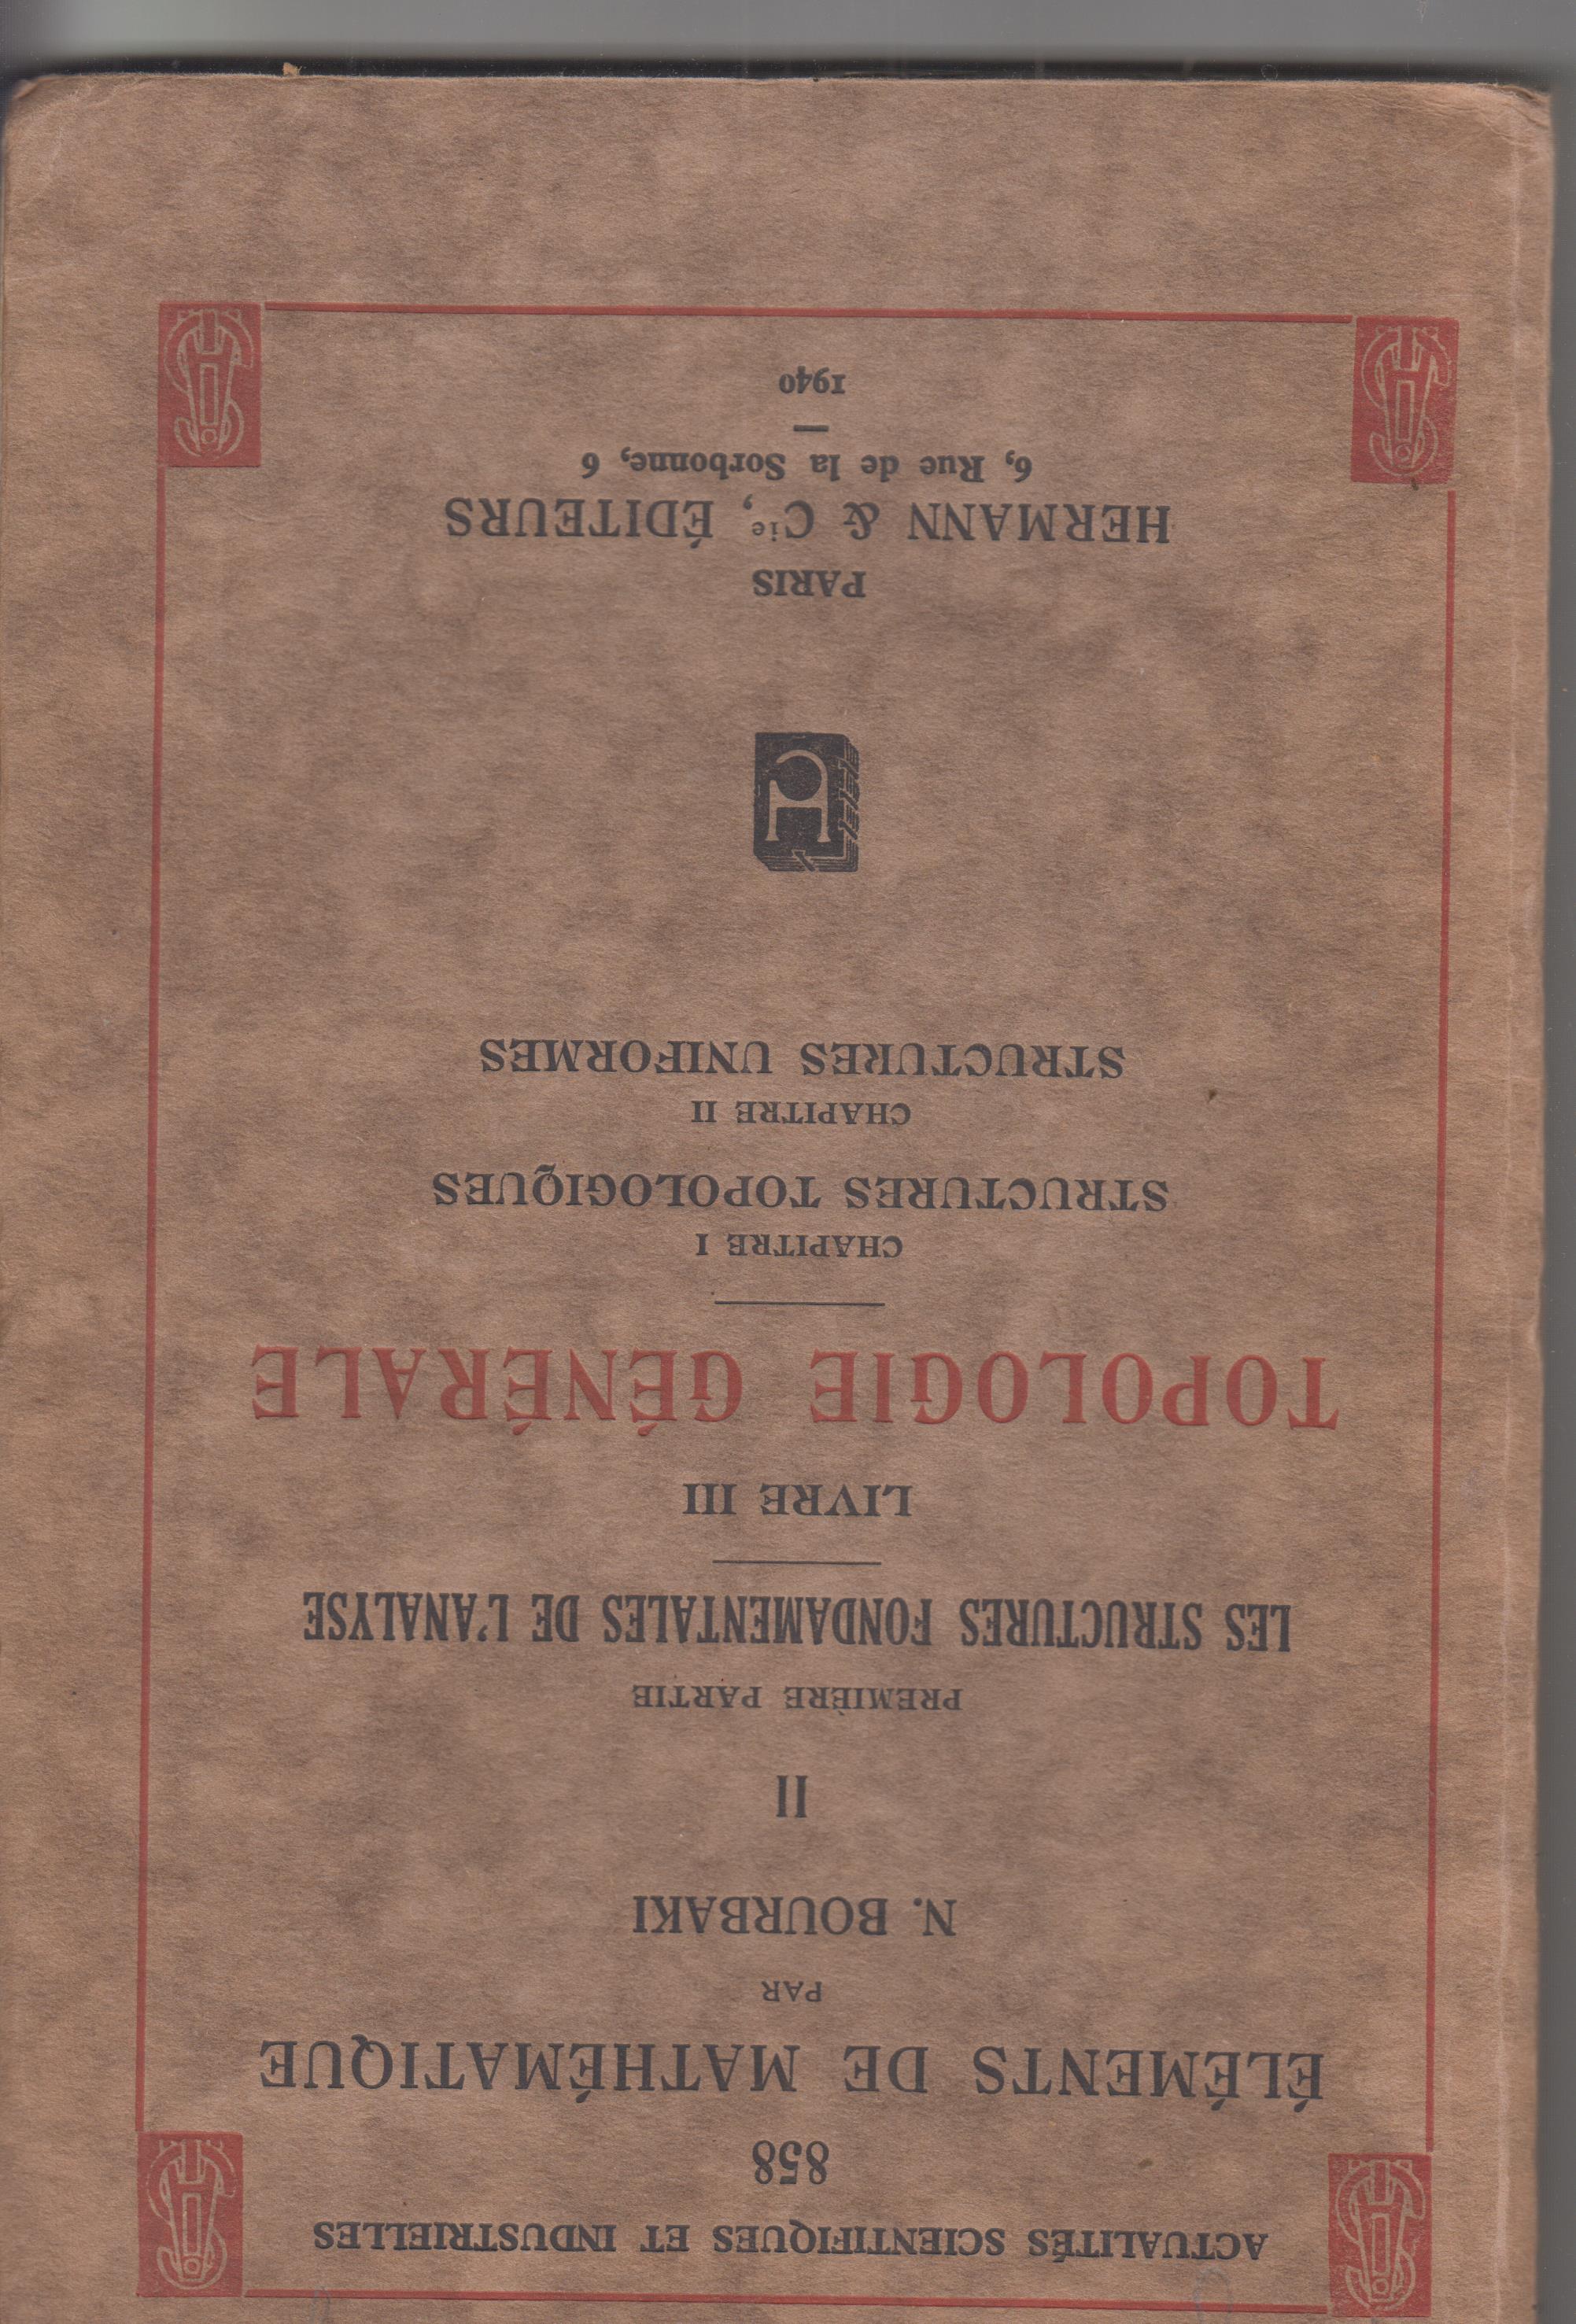 ACTUALITÉS SCIENTIFIQUES ET INDUSTRIELLES
858
ÉLÉMENTS DE MATHÉMATIQUE
PAR
N. BOURBAKI
II
PREMIÈRE PARTIE
LES STRUCTURES FONDAMENTALES DE L'ANALYSE
LIVRE III
TOPOLOGIE GÉNÉRALE
CHAPITRE I
STRUCTURES TOPOLOGIQUES
CHAPITRE II
STRUCTURES UNIFORMES
PARIS
HERMANN & Cie, ÉDITEURS
6, Rue de la Sorbonne, 6
1940